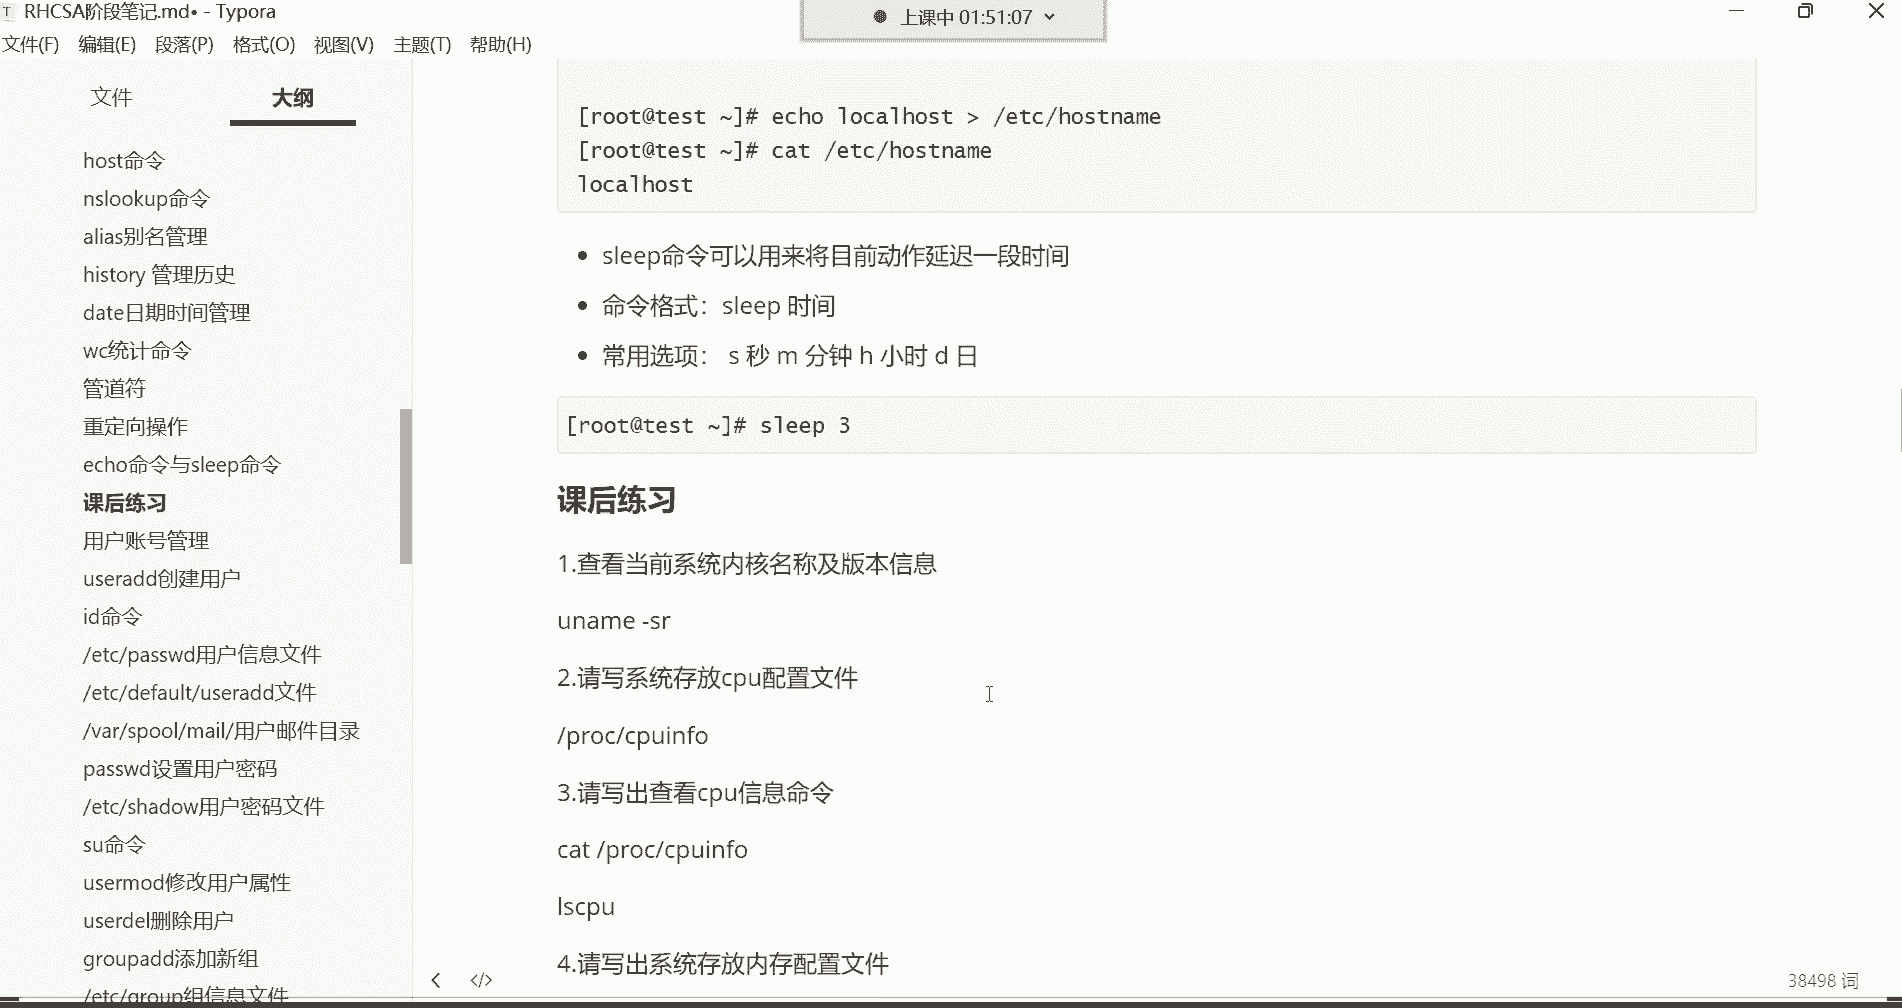 RHCSA阶段笔记.md• - Typora
上课中 01:51:07
文件(F) 编辑(E) 段落(P) 格式(O) 视图(V) 主题(T) 帮助(H)
文件 大纲
host命令
nslookup命令
alias别名管理
history 管理历史
date日期时间管理
wc统计命令
管道符
重定向操作
echo命令与sleep命令
课后练习
用户账号管理
useradd创建用户
id命令
/etc/passwd用户信息文件
/etc/default/useradd文件
/var/spool/mail/用户邮件目录
passwd设置用户密码
/etc/shadow用户密码文件
su命令
usermod修改用户属性
userdel删除用户
groupadd添加新组
/etc/group组信息文件
[root@test ~]# echo localhost > /etc/hostname
[root@test ~]# cat /etc/hostname
localhost
• sleep命令可以用来将目前动作延迟一段时间
• 命令格式：sleep 时间
• 常用选项： s 秒 m 分钟 h 小时 d 日
[root@test ~]# sleep 3
课后练习
1.查看当前系统内核名称及版本信息
uname -sr
2.请写系统存放cpu配置文件
/proc/cpuinfo
3.请写出查看cpu信息命令
cat /proc/cpuinfo
lscpu
4.请写出系统存放内存配置文件
38498 词